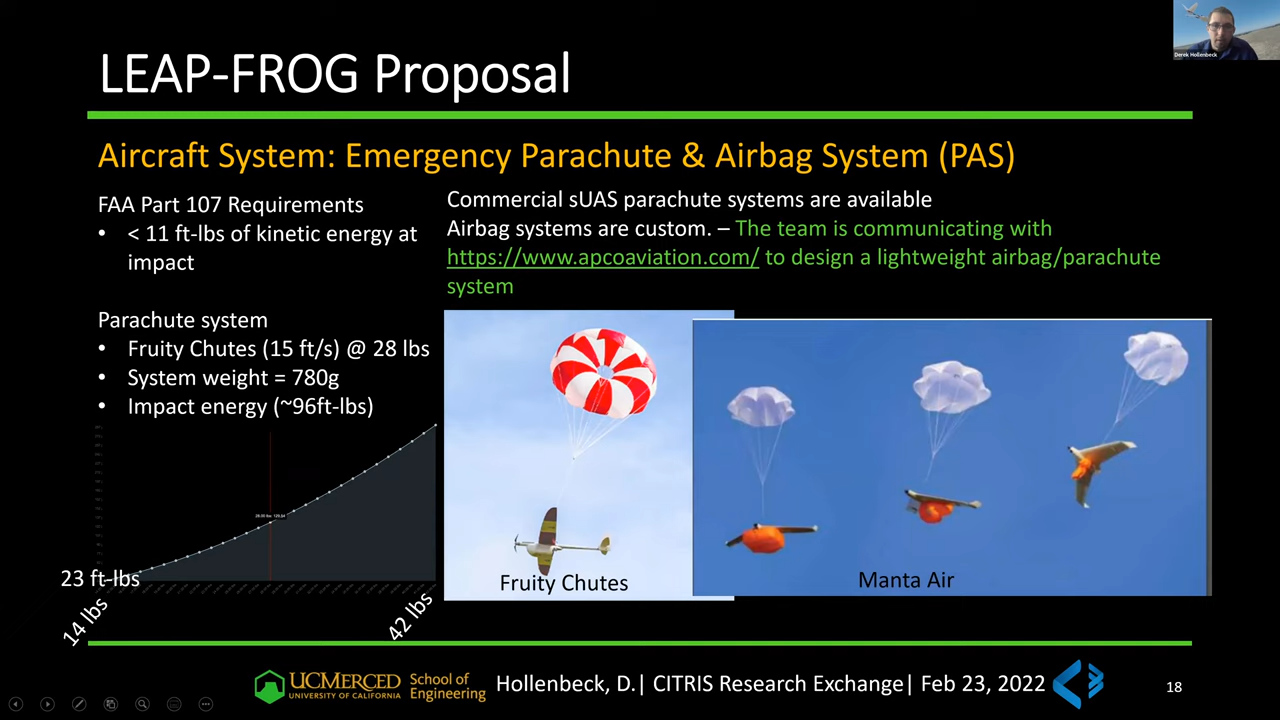 Derek Hollenbeck
LEAP-FROG Proposal
Aircraft System: Emergency Parachute & Airbag System (PAS)
FAA Part 107 Requirements
• < 11 ft-lbs of kinetic energy at
impact
Parachute system
• Fruity Chutes (15 ft/s) @ 28 lbs
• System weight = 780g
• Impact energy (~96ft-lbs)
Commercial sUAS parachute systems are available
Airbag systems are custom. – The team is communicating with
https://www.apcoaviation.com/ to design a lightweight airbag/parachute
system
23 ft-lbs
14 lbs
42 lbs
Fruity Chutes
Manta Air
UCMERCED
UNIVERSITY OF CALIFORNIA
School of
Engineering
Hollenbeck, D.| CITRIS Research Exchange| Feb 23, 2022
18